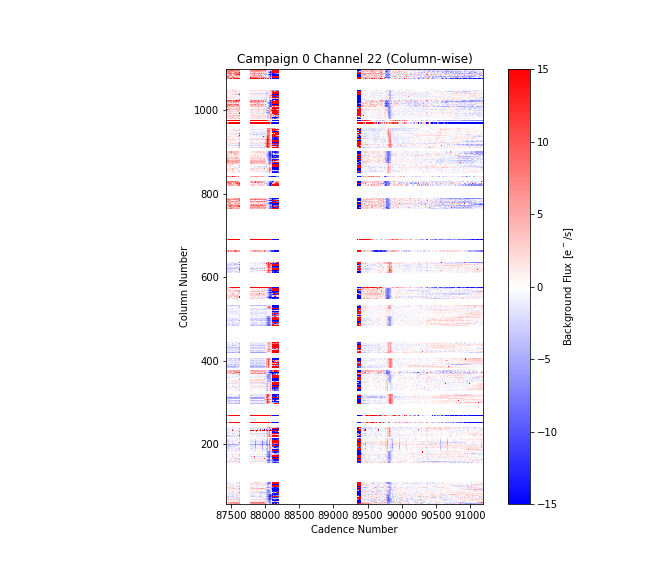 Campaign 0 Channel 22 (Column-wise)
15
10
5
0
−5
−10
−15
Background Flux [e⁻/s]
1000
800
600
400
200
Column Number
87500 88000 88500 89000 89500 90000 90500 91000
Cadence Number